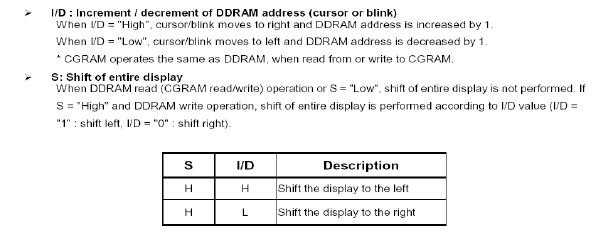 ➢ I/D : Increment / decrement of DDRAM address (cursor or blink)
When I/D = "High", cursor/blink moves to right and DDRAM address is increased by 1.
When I/D = "Low", cursor/blink moves to left and DDRAM address is decreased by 1.
* CGRAM operates the same as DDRAM, when read from or write to CGRAM.
➢ S: Shift of entire display
When DDRAM read (CGRAM read/write) operation or S = "Low", shift of entire display is not performed. If
S = "High" and DDRAM write operation, shift of entire display is performed according to I/D value (I/D =
"1" : shift left, I/D = "0" : shift right).
S I/D Description
H H Shift the display to the left
H L Shift the display to the right